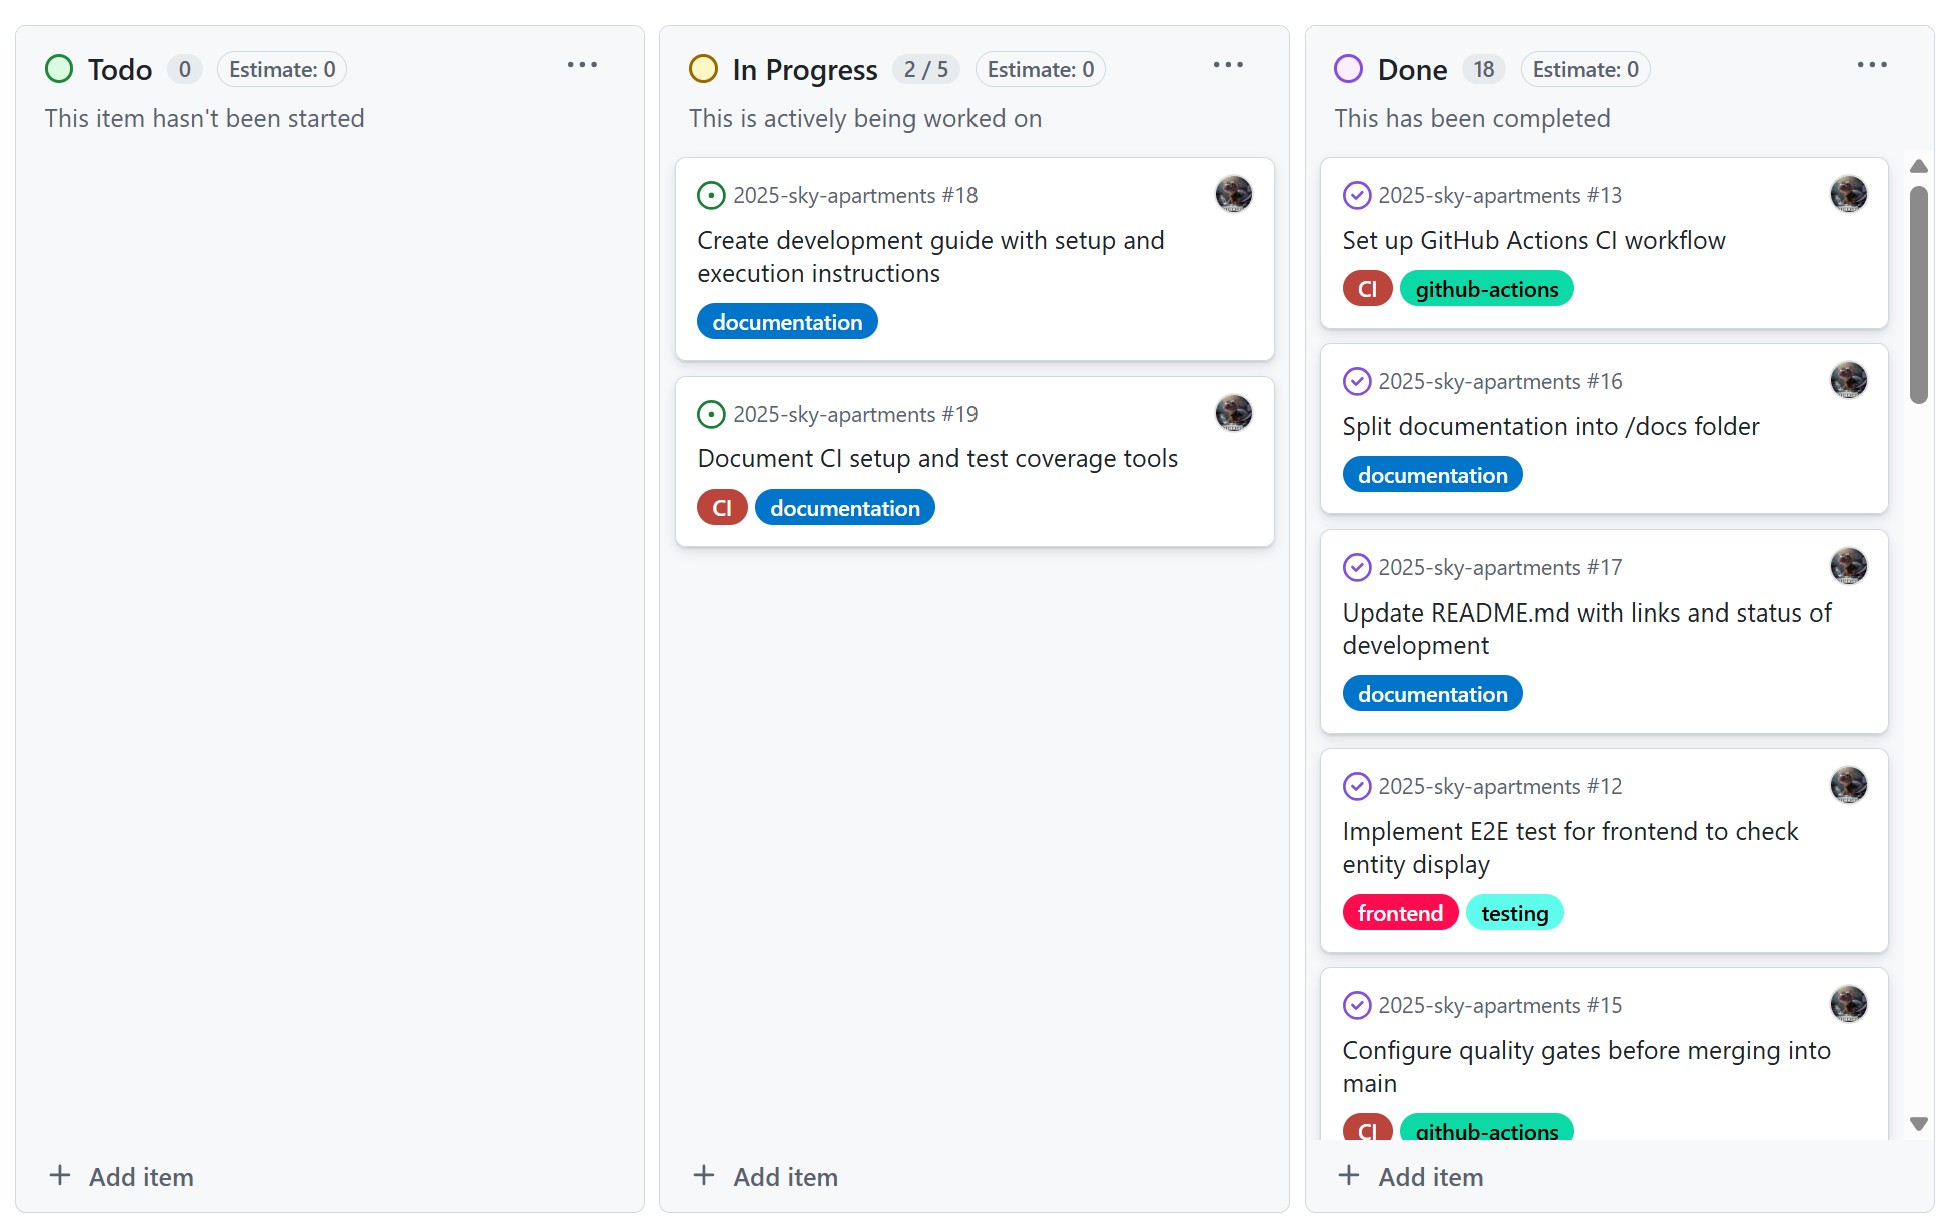 Todo 0 Estimate: 0
This item hasn't been started
Add item
In Progress 2 / 5 Estimate: 0
This is actively being worked on
2025-sky-apartments #18
Create development guide with setup and
execution instructions
documentation
2025-sky-apartments #19
Document CI setup and test coverage tools
CI documentation
Add item
Done 18 Estimate: 0
This has been completed
2025-sky-apartments #13
Set up GitHub Actions CI workflow
CI github-actions
2025-sky-apartments #16
Split documentation into /docs folder
documentation
2025-sky-apartments #17
Update README.md with links and status of
development
documentation
2025-sky-apartments #12
Implement E2E test for frontend to check
entity display
frontend testing
2025-sky-apartments #15
Configure quality gates before merging into
main
CI github-actions
Add item